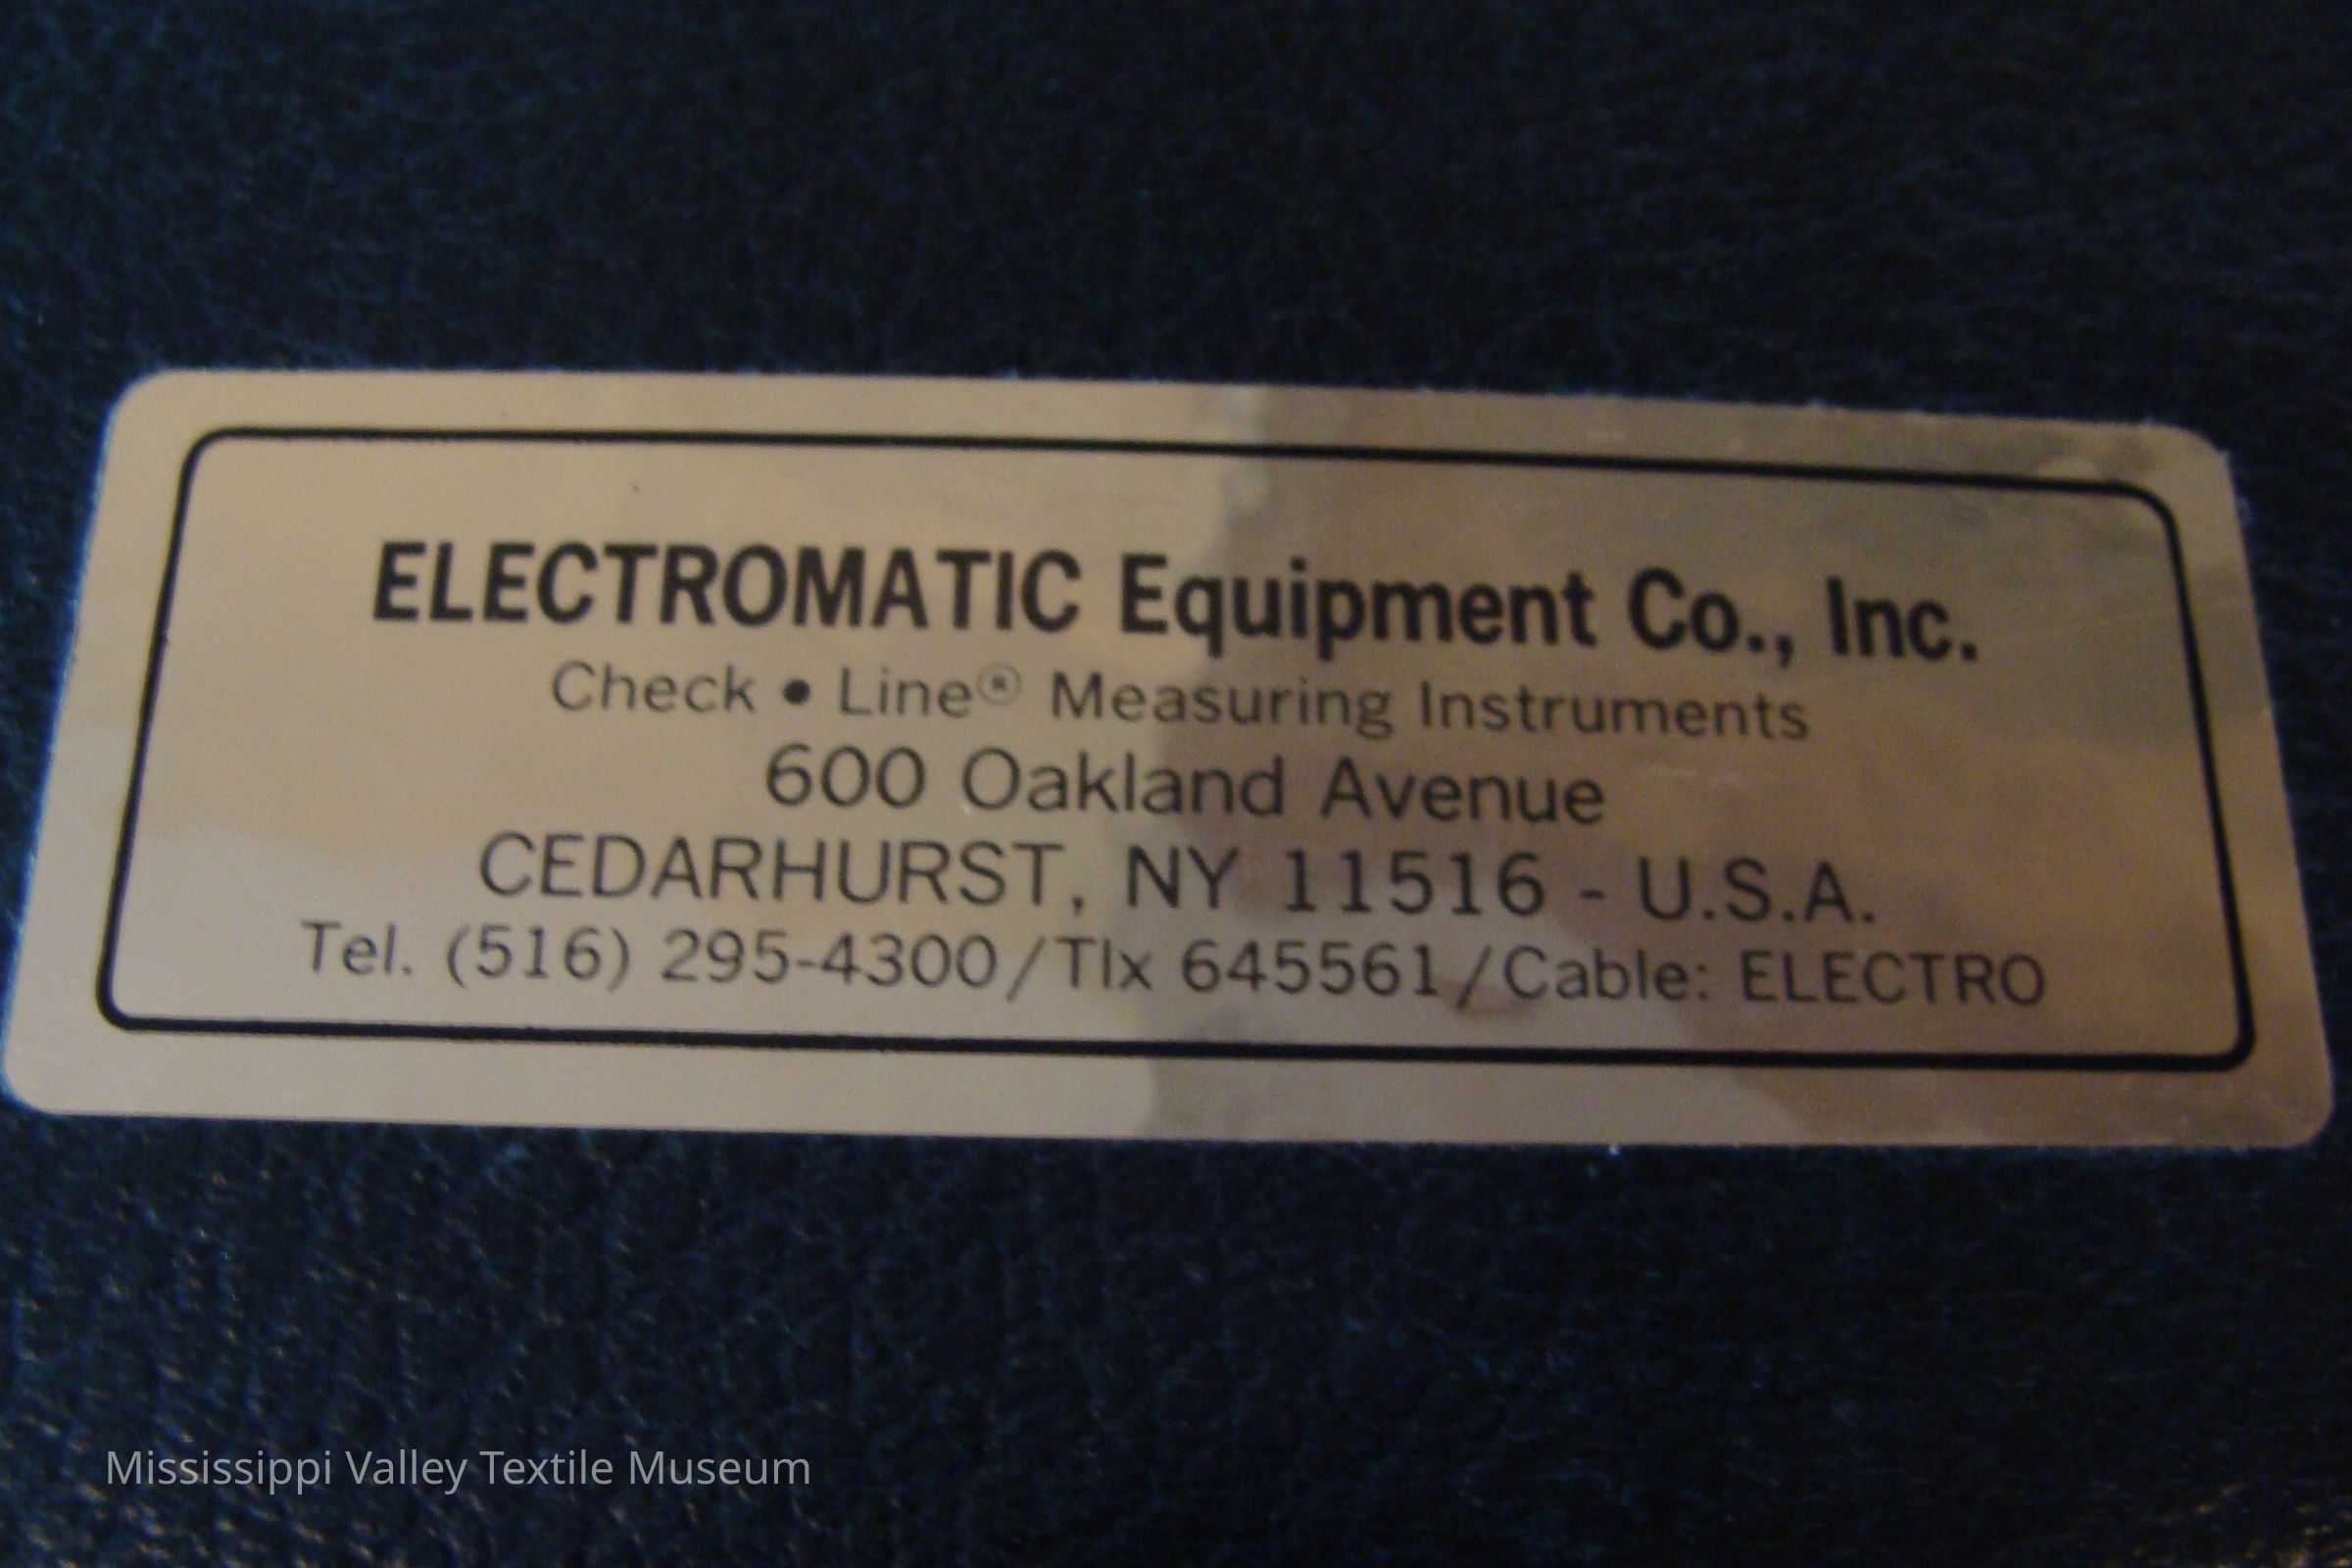 ELECTROMATIC Equipment Co., Inc.
Check • Line® Measuring Instruments
600 Oakland Avenue
CEDARHURST, NY 11516 - U.S.A.
Tel. (516) 295-4300/Tlx 645561/Cable: ELECTRO
Mississippi Valley Textile Museum